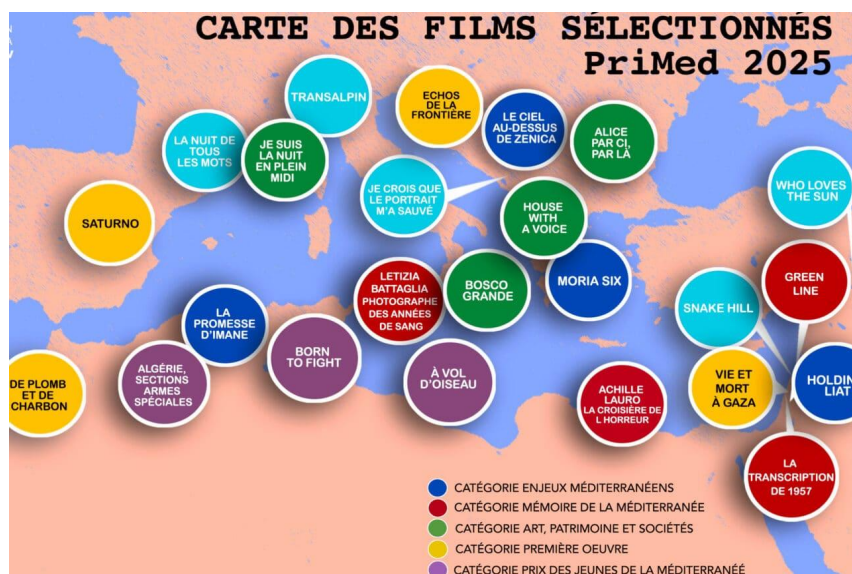 CARTE DES FILMS SÉLECTIONNÉS
PriMed 2025
TRANSALPIN
ECHOS
DE LA
FRONTIÈRE
LE CIEL
AU-DESSUS
DE ZENICA
ALICE
PAR CI,
PAR LÀ
LA NUIT DE
TOUS
LES MOTS
JE SUIS
LA NUIT
EN PLEIN
MIDI
JE CROIS QUE
LE PORTRAIT
M'A SAUVÉ
WHO LOVES
THE SUN
SATURNO
HOUSE
WITH
A VOICE
LETIZIA
BATTAGLIA
PHOTOGRAPHE
DES ANNÉES
DE SANG
BOSCO
GRANDE
MORIA SIX
GREEN
LINE
SNAKE HILL
LA
PROMESSE
D'IMANE
BORN
TO FIGHT
À VOL
D'OISEAU
DE PLOMB
ET DE
CHARBON
ALGÉRIE,
SECTIONS
ARMES
SPÉCIALES
ACHILLE
LAURO
LA CROISIÈRE DE
L HORREUR
VIE ET
MORT
À GAZA
HOLDIN
LIAT
LA
TRANSCRIPTION
DE 1957
CATÉGORIE ENJEUX MÉDITERRANÉENS
CATÉGORIE MÉMOIRE DE LA MÉDITERRANÉE
CATÉGORIE ART, PATRIMOINE ET SOCIÉTÉS
CATÉGORIE PREMIÈRE OEUVRE
CATÉGORIE PRIX DES JEUNES DE LA MÉDITERRANÉE